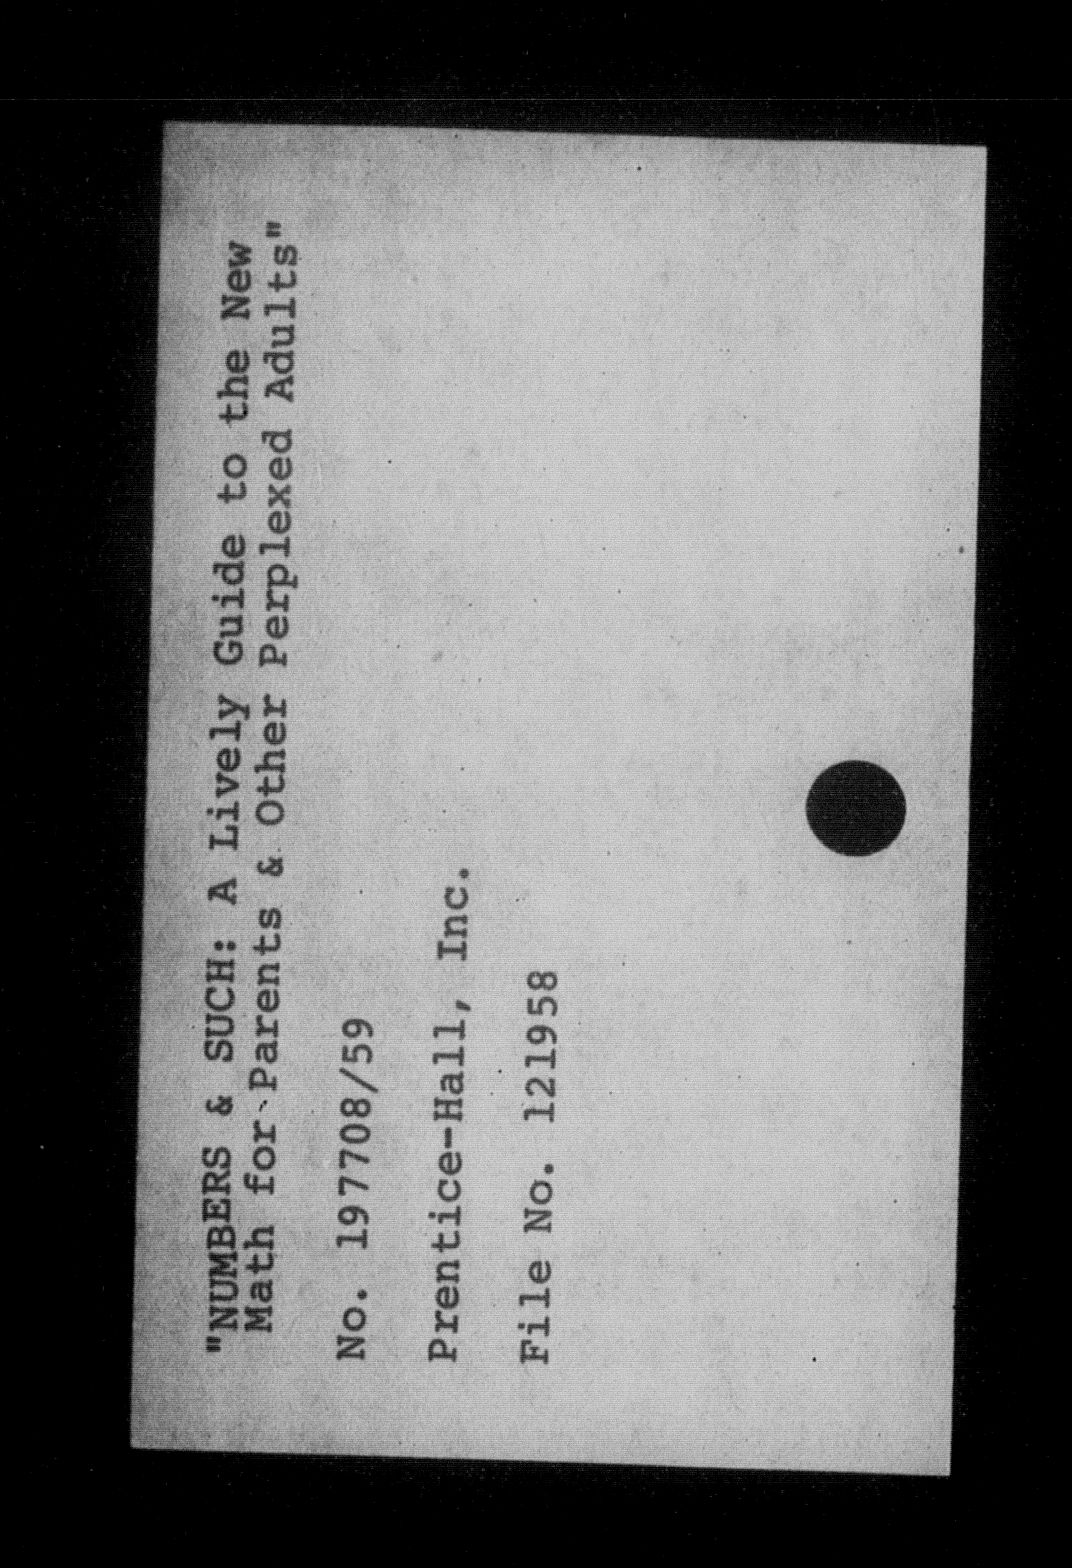 "NUMBERS & SUCH: A Lively Guide to the New
Math for Parents & Other Perplexed Adults"
No. 197708/59
Prentice-Hall, Inc.
File No. 121958